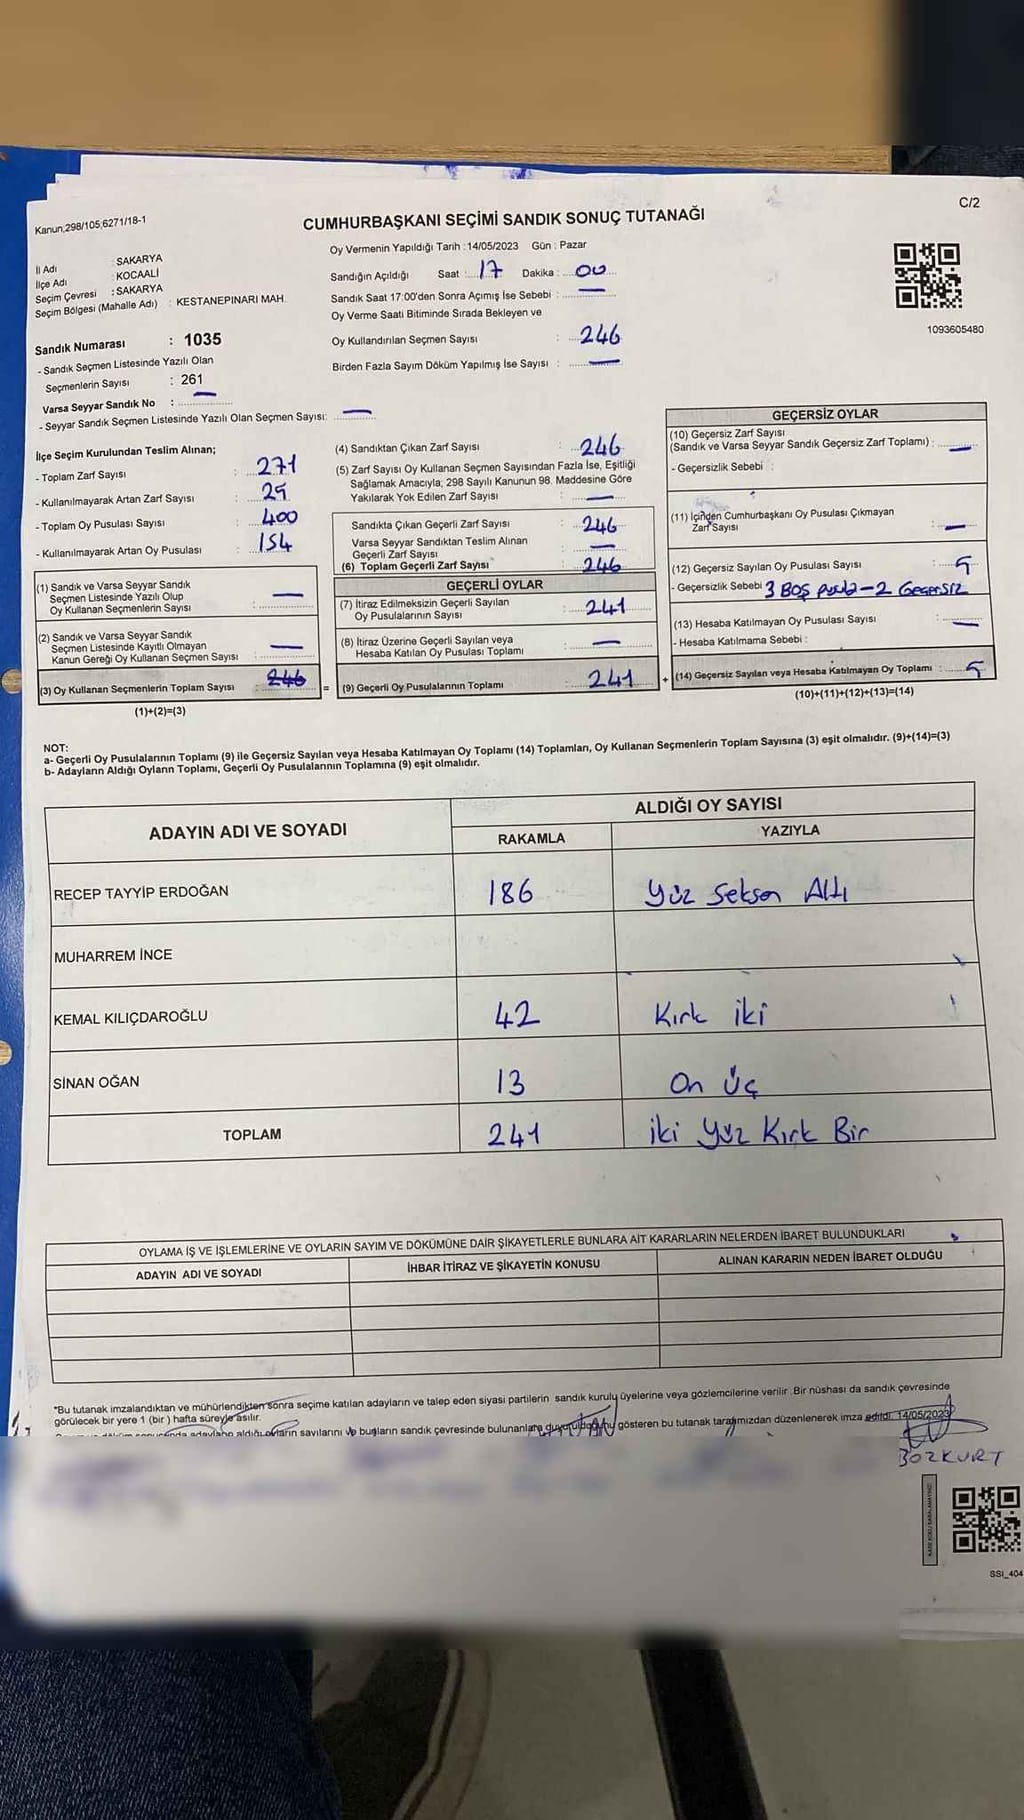 C/2
Kanun;298/105;6271/18-1
CUMHURBAŞKANI SEÇİMİ SANDIK SONUÇ TUTANAĞI
İl Adı : SAKARYA
İlçe Adı : KOCAALİ
Seçim Çevresi : SAKARYA
Seçim Bölgesi (Mahalle Adı) : KESTANEPINARI MAH.
Sandık Numarası : 1035
- Sandık Seçmen Listesinde Yazılı Olan
Seçmenlerin Sayısı : 261
Varsa Seyyar Sandık No : —
- Seyyar Sandık Seçmen Listesinde Yazılı Olan Seçmen Sayısı: —
Oy Vermenin Yapıldığı Tarih : 14/05/2023 Gün : Pazar
Sandığın Açıldığı Saat : 17 Dakika : 00
Sandık Saat 17:00'den Sonra Açımış İse Sebebi : —
Oy Verme Saati Bitiminde Sırada Bekleyen ve
Oy Kullandırılan Seçmen Sayısı : 246
Birden Fazla Sayım Döküm Yapılmış İse Sayısı : —
1093605480
İlçe Seçim Kurulundan Teslim Alınan;
- Toplam Zarf Sayısı : 271
- Kullanılmayarak Artan Zarf Sayısı : 25
- Toplam Oy Pusulası Sayısı : 400
- Kullanılmayarak Artan Oy Pusulası : 154
(1) Sandık ve Varsa Seyyar Sandık
Seçmen Listesinde Yazılı Olup
Oy Kullanan Seçmenlerin Sayısı : —
(2) Sandık ve Varsa Seyyar Sandık
Seçmen Listesinde Kayıtlı Olmayan
Kanun Gereği Oy Kullanan Seçmen Sayısı : —
(3) Oy Kullanan Seçmenlerin Toplam Sayısı : 246 =
(1)+(2)=(3)
(4) Sandıktan Çıkan Zarf Sayısı : 246
(5) Zarf Sayısı Oy Kullanan Seçmen Sayısından Fazla İse, Eşitliği
Sağlamak Amacıyla; 298 Sayılı Kanunun 98. Maddesine Göre
Yakılarak Yok Edilen Zarf Sayısı : —
Sandıkta Çıkan Geçerli Zarf Sayısı : 246
Varsa Seyyar Sandıktan Teslim Alınan
Geçerli Zarf Sayısı : —
(6) Toplam Geçerli Zarf Sayısı : 246
GEÇERLİ OYLAR
(7) İtiraz Edilmeksizin Geçerli Sayılan
Oy Pusulalarının Sayısı : 241
(8) İtiraz Üzerine Geçerli Sayılan veya
Hesaba Katılan Oy Pusulası Toplamı : —
(9) Geçerli Oy Pusulalarının Toplamı : 241 +
GEÇERSİZ OYLAR
(10) Geçersiz Zarf Sayısı
(Sandık ve Varsa Seyyar Sandık Geçersiz Zarf Toplamı) : —
- Geçersizlik Sebebi :
(11) İçinden Cumhurbaşkanı Oy Pusulası Çıkmayan
Zarf Sayısı : —
(12) Geçersiz Sayılan Oy Pusulası Sayısı : 5
- Geçersizlik Sebebi : 3 BOŞ - 2 Geçersiz
(13) Hesaba Katılmayan Oy Pusulası Sayısı : —
- Hesaba Katılmama Sebebi :
(14) Geçersiz Sayılan veya Hesaba Katılmayan Oy Toplamı : 5
(10)+(11)+(12)+(13)=(14)
NOT:
a- Geçerli Oy Pusulalarının Toplamı (9) ile Geçersiz Sayılan veya Hesaba Katılmayan Oy Toplamı (14) Toplamları, Oy Kullanan Seçmenlerin Toplam Sayısına (3) eşit olmalıdır. (9)+(14)=(3)
b- Adayların Aldığı Oyların Toplamı, Geçerli Oy Pusulalarının Toplamına (9) eşit olmalıdır.
ADAYIN ADI VE SOYADI
ALDIĞI OY SAYISI
RAKAMLA YAZIYLA
RECEP TAYYİP ERDOĞAN 186 Yüz Seksen Altı
MUHARREM İNCE
KEMAL KILIÇDAROĞLU 42 Kırk iki
SİNAN OĞAN 13 On Üç
TOPLAM 241 iki Yüz Kırk Bir
OYLAMA İŞ VE İŞLEMLERİNE VE OYLARIN SAYIM VE DÖKÜMÜNE DAİR ŞİKAYETLERLE BUNLARA AİT KARARLARIN NELERDEN İBARET BULUNDUKLARI
ADAYIN ADI VE SOYADI İHBAR İTİRAZ VE ŞİKAYETİN KONUSU ALINAN KARARIN NEDEN İBARET OLDUĞU
*Bu tutanak imzalandıktan ve mühürlendikten sonra seçime katılan adayların ve talep eden siyasi partilerin sandık kurulu üyelerine veya gözlemcilerine verilir .Bir nüshası da sandık çevresinde
görülecek bir yere 1 (bir ) hafta süreyle asılır.
adayların aldığı oyların sayılarını ve bunların sandık çevresinde bulunanlara duyurulduğunu gösteren bu tutanak tarafımızdan düzenlenerek imza edildi. 14/05/2023
BOZKURT
SSI_404